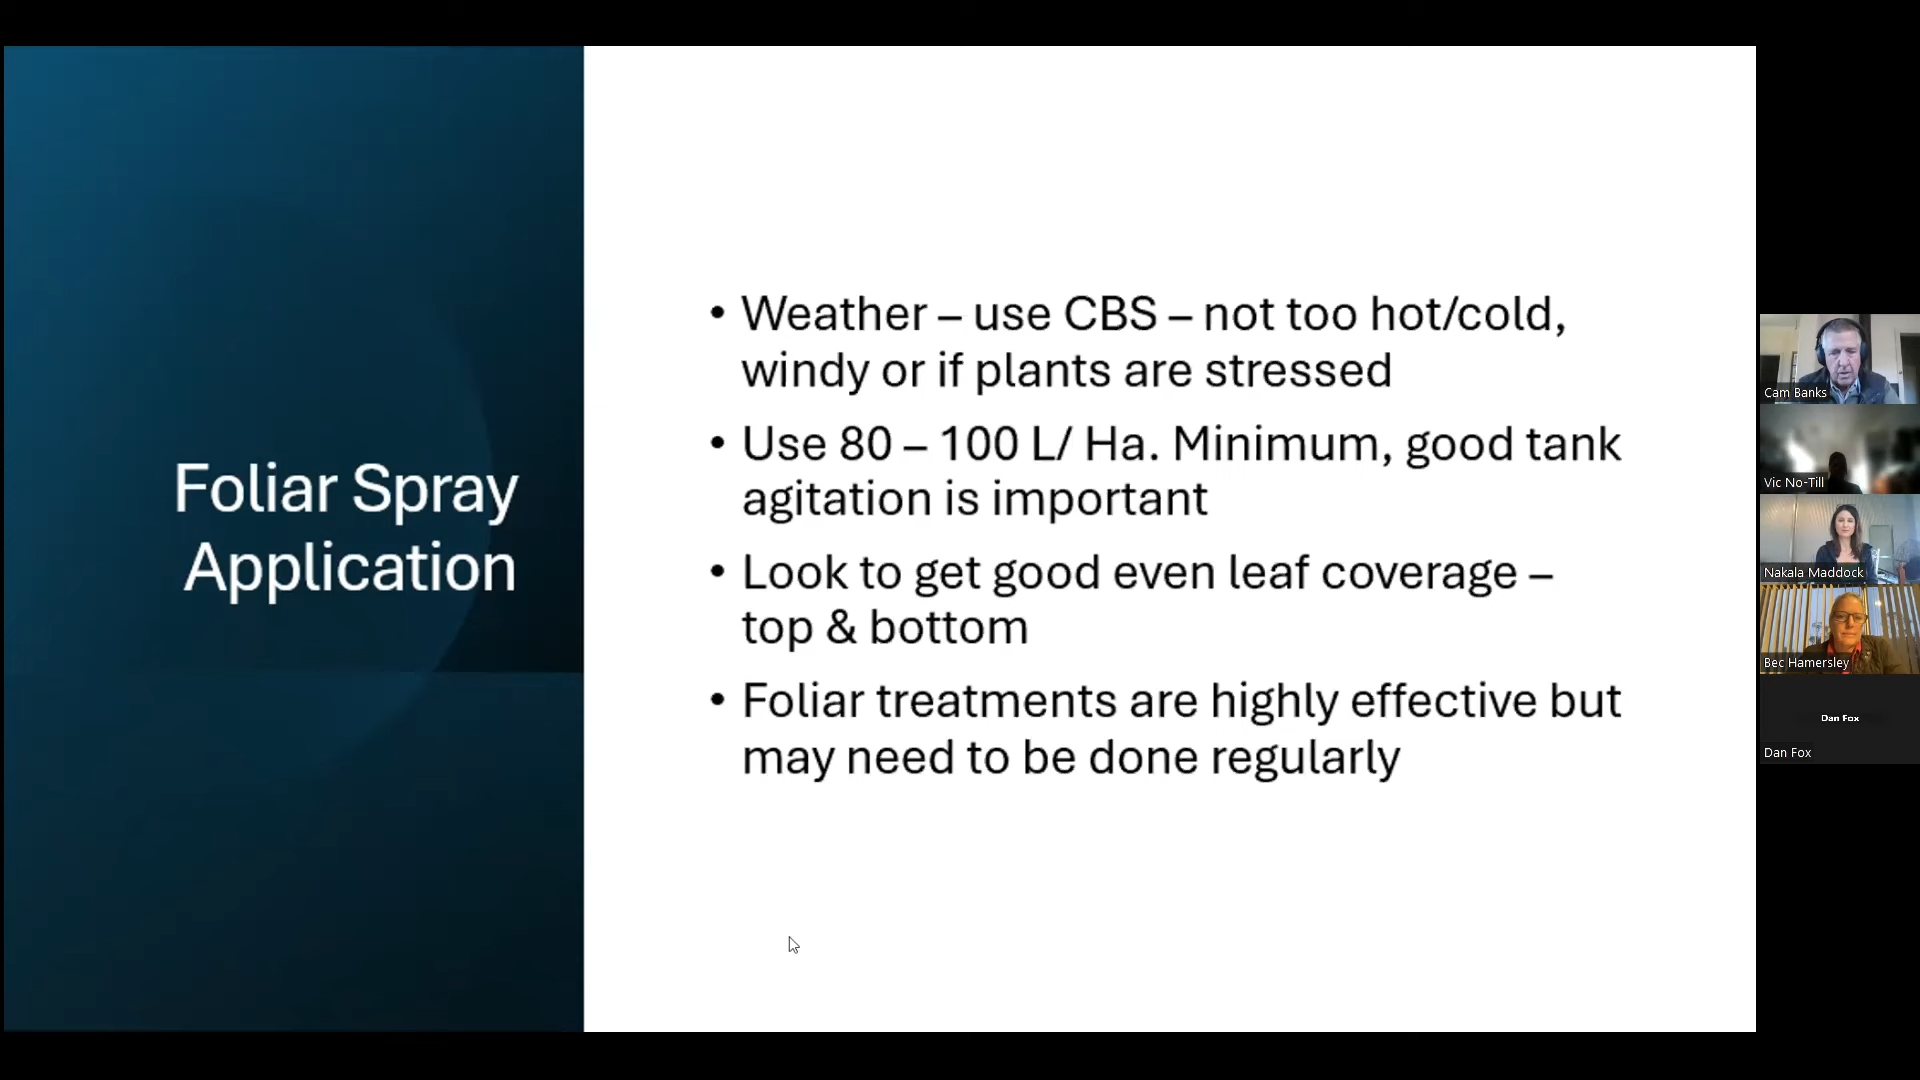 Foliar Spray
Application
• Weather – use CBS – not too hot/cold,
windy or if plants are stressed
• Use 80 – 100 L/ Ha. Minimum, good tank
agitation is important
• Look to get good even leaf coverage –
top & bottom
• Foliar treatments are highly effective but
may need to be done regularly
Cam Banks
Vic No-Till
Nakala Maddock
Bec Hamersley
Dan Fox
Dan Fox